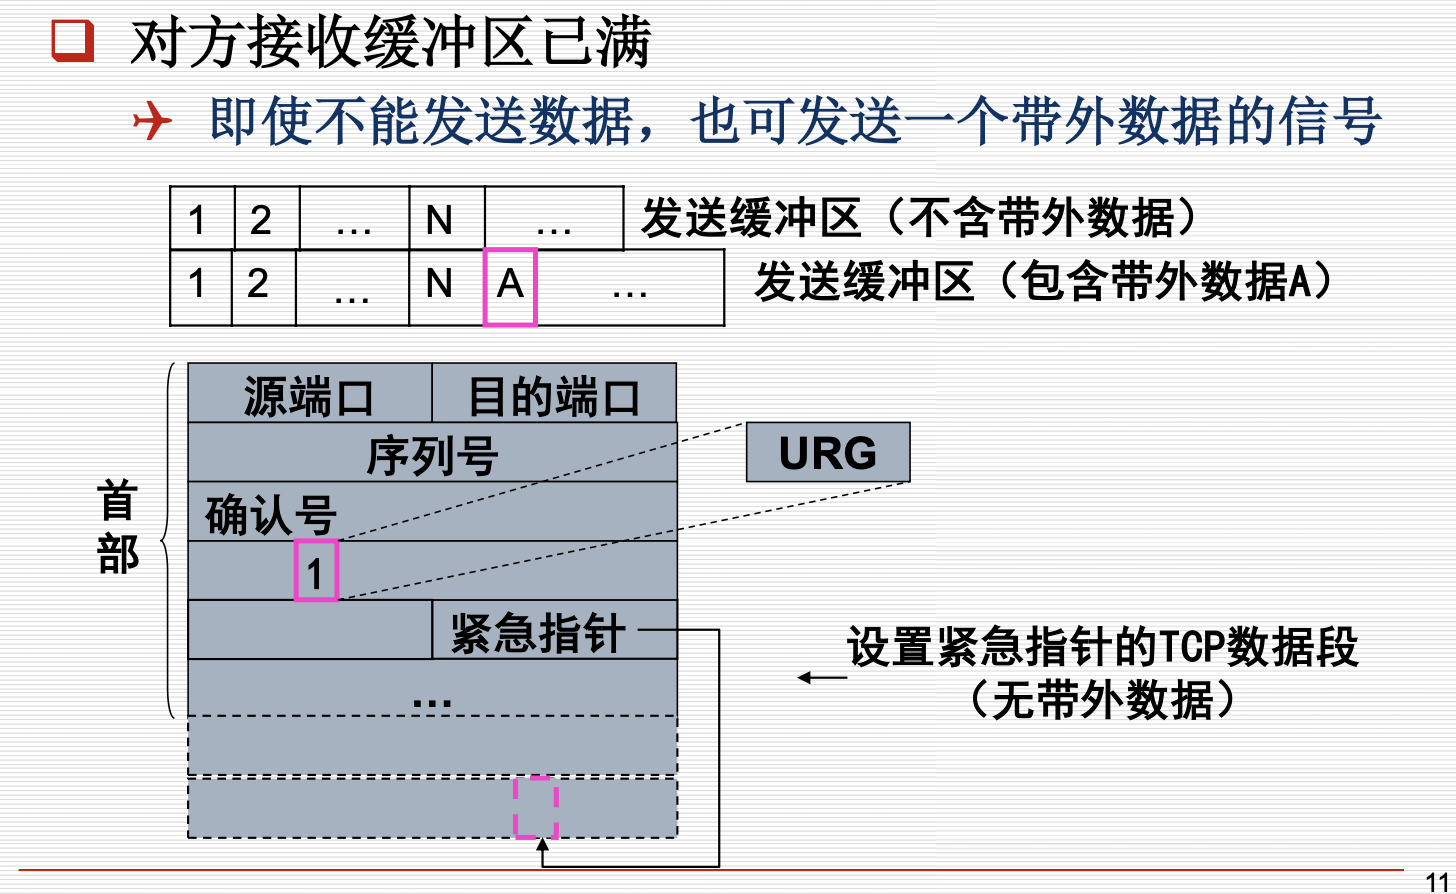 对方接收缓冲区已满
即使不能发送数据，也可发送一个带外数据的信号
1 2 … N … 发送缓冲区（不含带外数据）
1 2 … N A … 发送缓冲区（包含带外数据A）
源端口 目的端口
序列号 URG
确认号
首部
1
紧急指针
设置紧急指针的TCP数据段
（无带外数据）
…
11